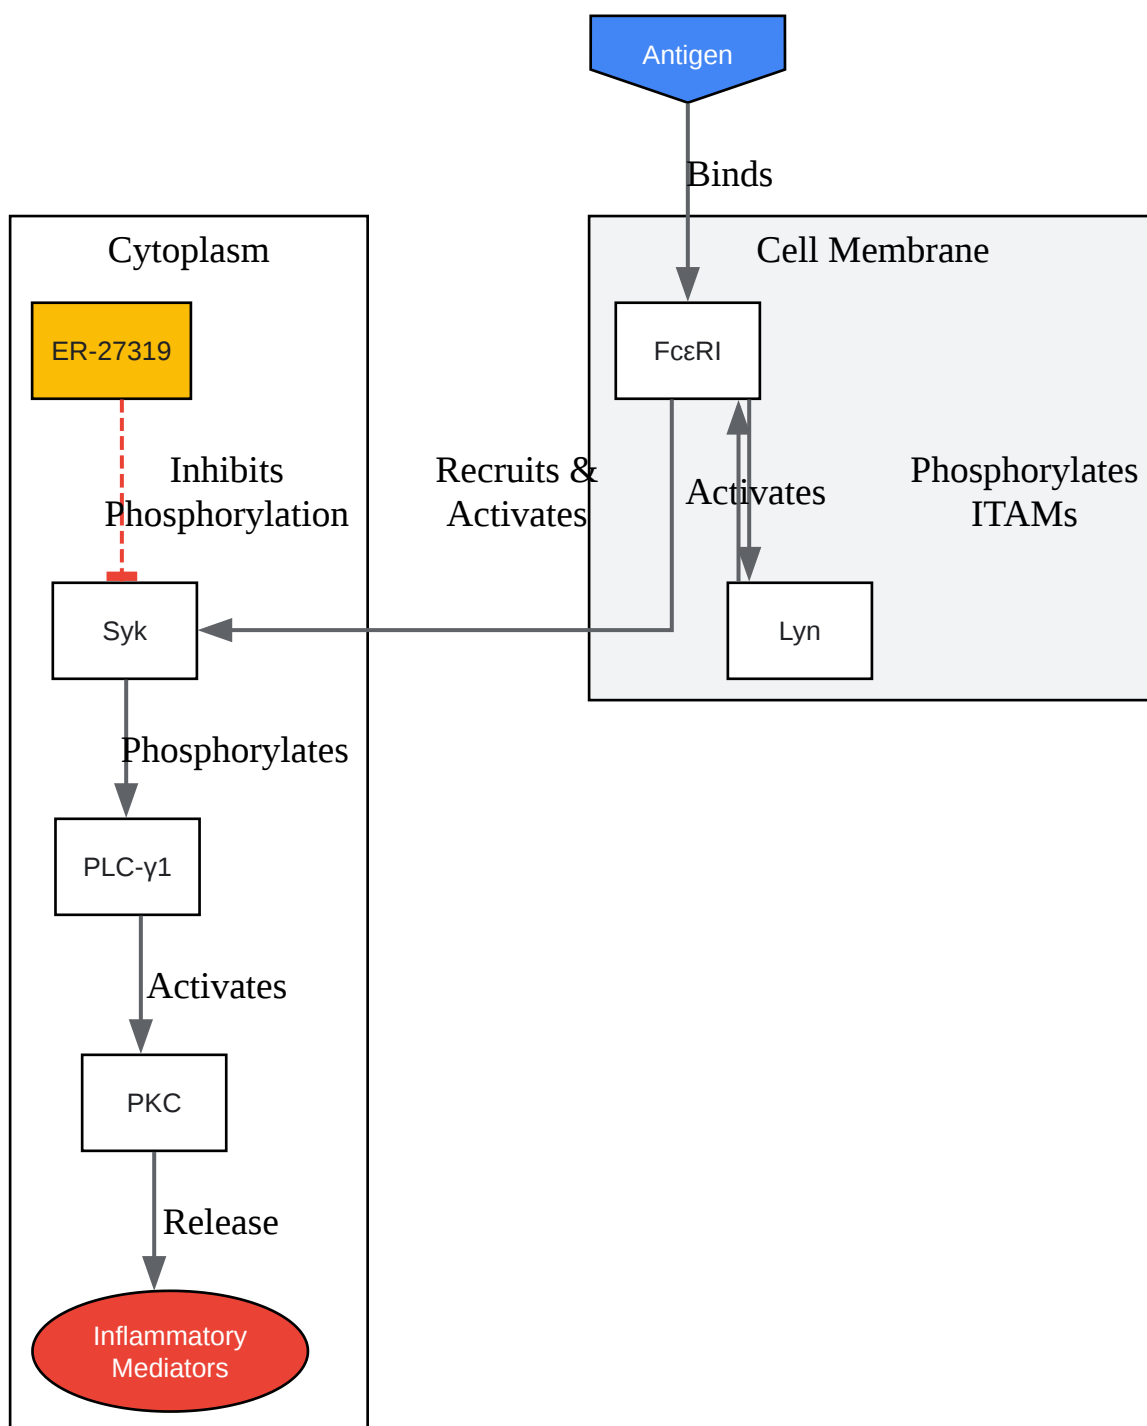 Antigen
Binds
Cytoplasm
Cell Membrane
ER-27319
FcεRI
Inhibits
Phosphorylation
Recruits &
Activates
Activates
Phosphorylates
ITAMs
Syk
Lyn
Phosphorylates
PLC-γ1
Activates
PKC
Release
Inflammatory
Mediators